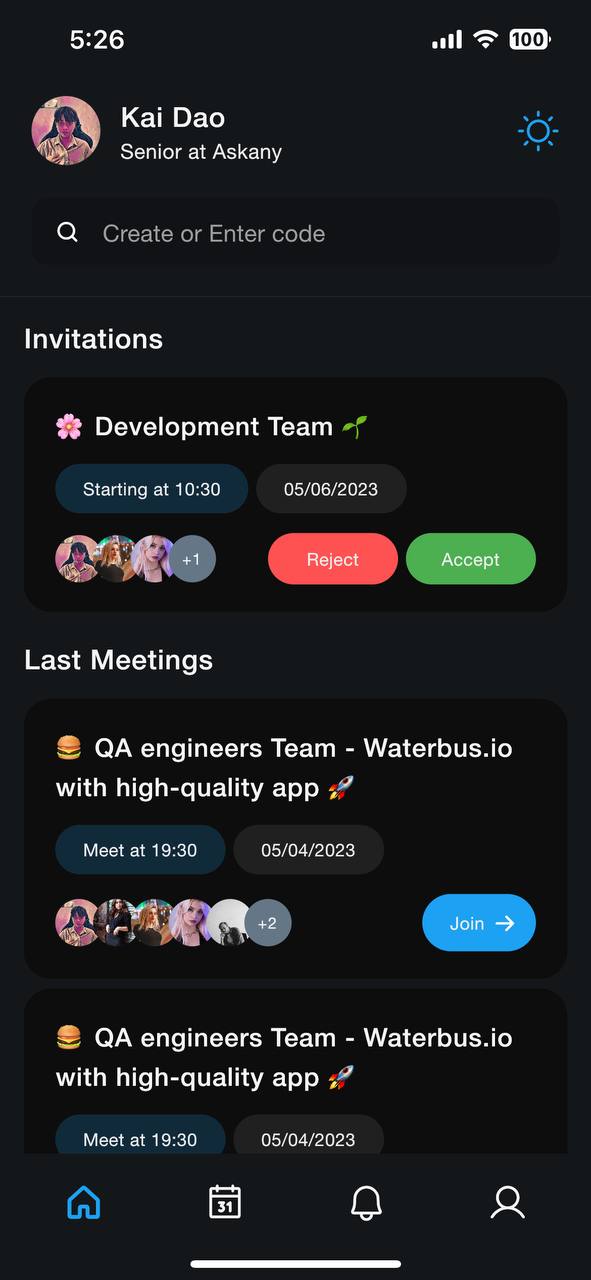 5:26
100
Kai Dao
Senior at Askany
Create or Enter code
Invitations
🌸 Development Team 🌱
Starting at 10:30
05/06/2023
+1
Reject
Accept
Last Meetings
🍔 QA engineers Team - Waterbus.io
with high-quality app 🚀
Meet at 19:30
05/04/2023
+2
Join →
🍔 QA engineers Team - Waterbus.io
with high-quality app 🚀
Meet at 19:30
05/04/2023
31